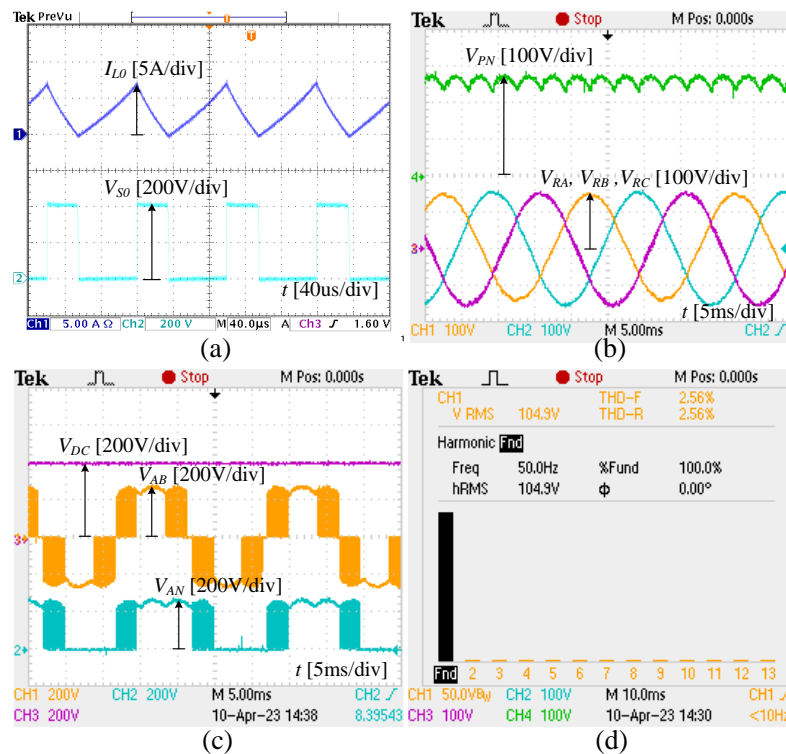 Tek PreVu
I_L0 [5A/div]
V_S0 [200V/div]
t [40us/div]
1
2
Ch1 5.00 A Ω Ch2 200 V M 40.0µs A Ch3 ∫ 1.60 V
(a)
Tek Stop M Pos: 0.000s
V_PN [100V/div]
4
V_RA, V_RB, V_RC [100V/div]
3
t [5ms/div]
CH1 100V CH2 100V M 5.00ms CH2 ∫
1
(b)
Tek Stop M Pos: 0.000s
V_DC [200V/div]
V_AB [200V/div]
3
V_AN [200V/div]
2
t [5ms/div]
CH1 200V CH2 200V M 5.00ms CH2 ∫
CH3 200V 10-Apr-23 14:38 8.39543
(c)
Tek Stop M Pos: 0.000s
CH1 THD-F 2.56%
V RMS 104.9V THD-R 2.56%
Harmonic Fnd
Freq 50.0Hz %Fund 100.0%
hRMS 104.9V Φ 0.00°
Fnd 2 3 4 5 6 7 8 9 10 11 12 13
CH1 50.0VBW CH2 100V M 10.0ms CH1 ∫
CH3 100V CH4 100V 10-Apr-23 14:30 <10Hz
(d)